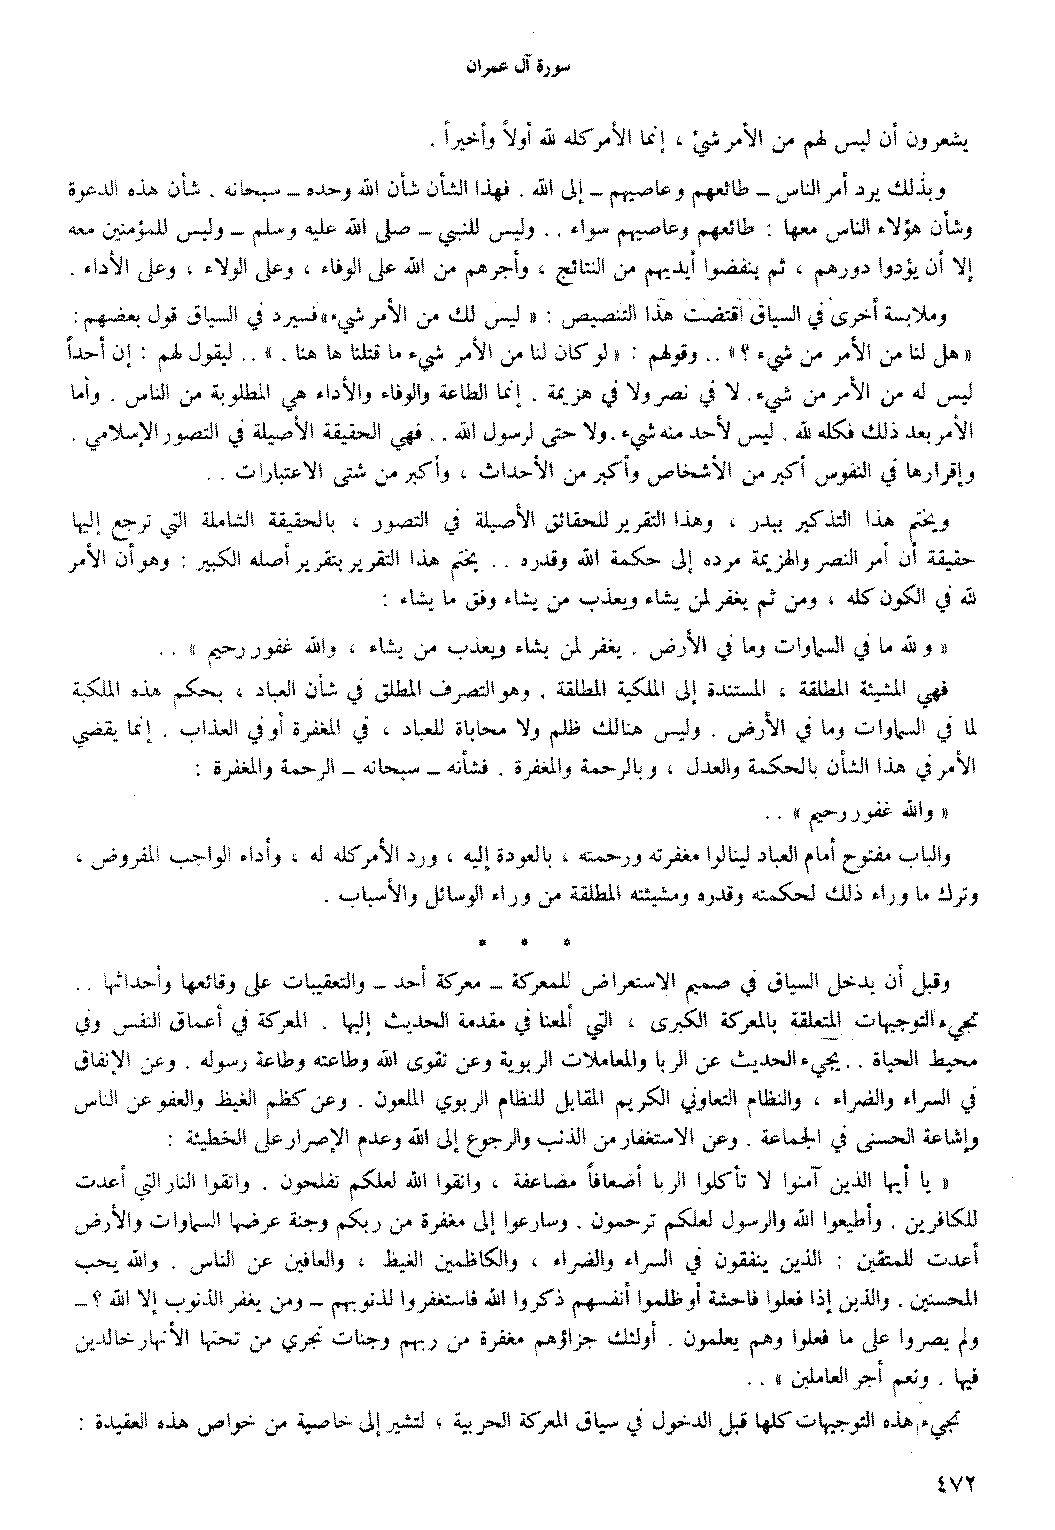 سورة آل عمران
يشعرون أن ليس لهم من الأمر شيئ ، إنما الأمر كله لله أولاً وأخيراً .
وبذلك يرد أمر الناس – طائعهم وعاصيهم – إلى الله . فهذا الشأن شأن الله وحده – سبحانه . شأن هذه الدعوة
وشأن هؤلاء الناس معها : طائعهم وعاصيهم سواء .. وليس للنبي – صلى الله عليه وسلم – وليس للمؤمنين معه
إلا أن يؤدوا دورهم ، ثم ينفضوا أيديهم من النتائج ، وأجرهم من الله على الوفاء ، وعلى الولاء ، وعلى الأداء .
وملابسة أخرى في السياق اقتضت هذا التنصيص : « ليس لك من الأمر شيء » فسيرد في السياق قول بعضهم :
« هل لنا من الأمر من شيء ؟ » .. وقولهم : « لو كان لنا من الأمر شيء ما قتلنا ها هنا . » .. ليقول لهم : إن أحداً
ليس له من الأمر من شيء . لا في نصر ولا في هزيمة . إنما الطاعة والوفاء والأداء هي المطلوبة من الناس . وأما
الأمر بعد ذلك فكله لله . ليس لأحد منه شيء . ولا حتى لرسول الله .. فهي الحقيقة الأصيلة في التصور الإسلامي .
وإقرارها في النفوس أكبر من الأشخاص وأكبر من الأحداث ، وأكبر من شتى الاعتبارات ..
ويختم هذا التذكير ببدر ، وهذا التقرير للحقائق الأصيلة في التصور ، بالحقيقة الشاملة التي ترجع إليها
حقيقة أن أمر النصر والهزيمة مرده إلى حكمة الله وقدره .. يختم هذا التقرير بتقرير أصله الكبير : وهو أن الأمر
لله في الكون كله ، ومن ثم يغفر لمن يشاء ويعذب من يشاء وفق ما يشاء :
« ولله ما في السماوات وما في الأرض . يغفر لمن يشاء ويعذب من يشاء ، والله غفور رحيم » ..
فهي المشيئة المطلقة ، المستندة إلى الملكية المطلقة . وهو التصرف المطلق في شأن العباد ، بحكم هذه الملكية
لما في السماوات وما في الأرض . وليس هنالك ظلم ولا محاباة للعباد ، في المغفرة أو في العذاب . إنما يقضي
الأمر في هذا الشأن بالحكمة والعدل ، وبالرحمة والمغفرة . فشأنه – سبحانه – الرحمة والمغفرة :
« والله غفور رحيم » ..
والباب مفتوح أمام العباد لينالوا مغفرته ورحمته ، بالعودة إليه ، ورد الأمر كله له ، وأداء الواجب المفروض ،
وترك ما وراء ذلك لحكمته وقدره ومشيئته المطلقة من وراء الوسائل والأسباب .
* * *
وقبل أن يدخل السياق في صميم الاستعراض للمعركة – معركة أحد – والتعقيبات على وقائعها وأحداثها ..
تجيء التوجيهات المتعلقة بالمعركة الكبرى ، التي ألمعنا في مقدمة الحديث إليها . المعركة في أعماق النفس وفي
محيط الحياة .. يجيء الحديث عن الربا والمعاملات الربوية وعن تقوى الله وطاعته وطاعة رسوله . وعن الإنفاق
في السراء والضراء ، والنظام التعاوني الكريم المقابل للنظام الربوي الملعون . وعن كظم الغيظ والعفو عن الناس
وإشاعة الحسنى في الجماعة . وعن الاستغفار من الذنب والرجوع إلى الله وعدم الإصرار على الخطيئة :
« يا أيها الذين آمنوا لا تأكلوا الربا أضعافاً مضاعفة ، واتقوا الله لعلكم تفلحون . واتقوا النار التي أعدت
للكافرين . وأطيعوا الله والرسول لعلكم ترحمون . وسارعوا إلى مغفرة من ربكم وجنة عرضها السماوات والأرض
أعدت للمتقين : الذين ينفقون في السراء والضراء ، والكاظمين الغيظ ، والعافين عن الناس . والله يحب
المحسنين . والذين إذا فعلوا فاحشة أو ظلموا أنفسهم ذكروا الله فاستغفروا لذنوبهم – ومن يغفر الذنوب إلا الله ؟ –
ولم يصروا على ما فعلوا وهم يعلمون . أولئك جزاؤهم مغفرة من ربهم وجنات تجري من تحتها الأنهار خالدين
فيها . ونعم أجر العاملين » ..
تجيء هذه التوجيهات كلها قبل الدخول في سياق المعركة الحربية ؛ لتشير إلى خاصية من خواص هذه العقيدة :
٤٧٢